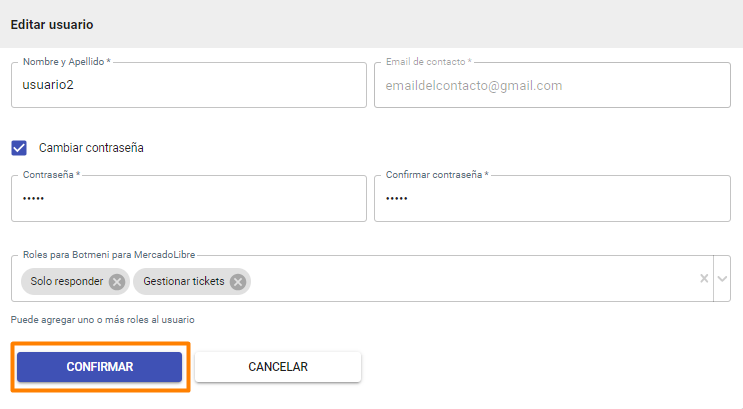 Editar usuario
Nombre y Apellido *
usuario2
Email de contacto *
emaildelcontacto@gmail.com
Cambiar contraseña
Contraseña *
•••••
Confirmar contraseña *
•••••
Roles para Botmeni para MercadoLibre
Solo responder Gestionar tickets
Puede agregar uno o más roles al usuario
CONFIRMAR CANCELAR